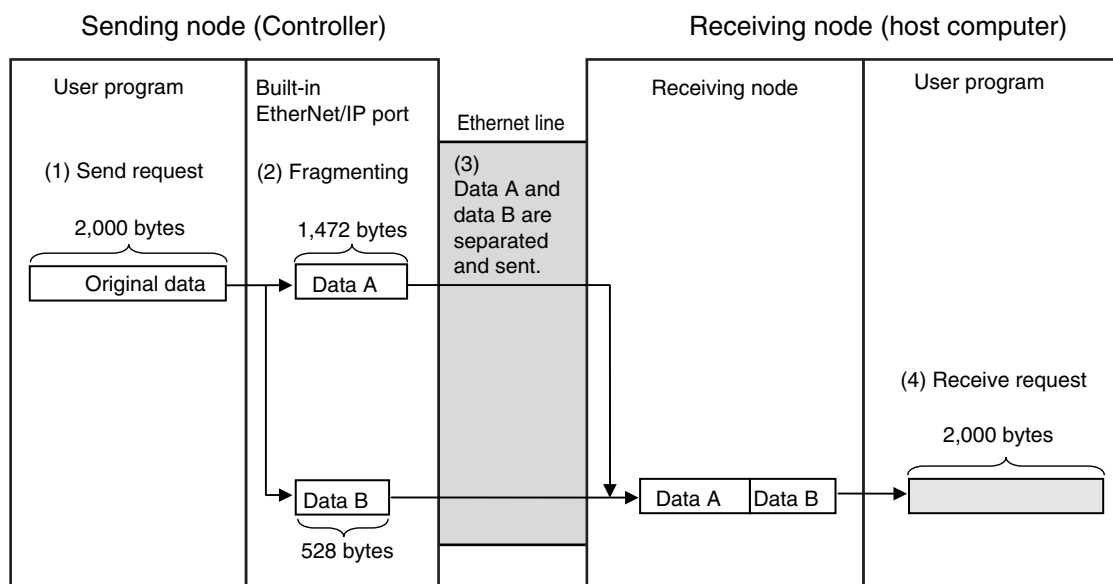 Sending node (Controller)
Receiving node (host computer)
User program
Built-in
EtherNet/IP port
Ethernet line
Receiving node
User program
(1) Send request
(2) Fragmenting
(3)
Data A and
data B are
separated
and sent.
2,000 bytes
1,472 bytes
Original data
Data A
(4) Receive request
2,000 bytes
Data B
Data A
Data B
528 bytes